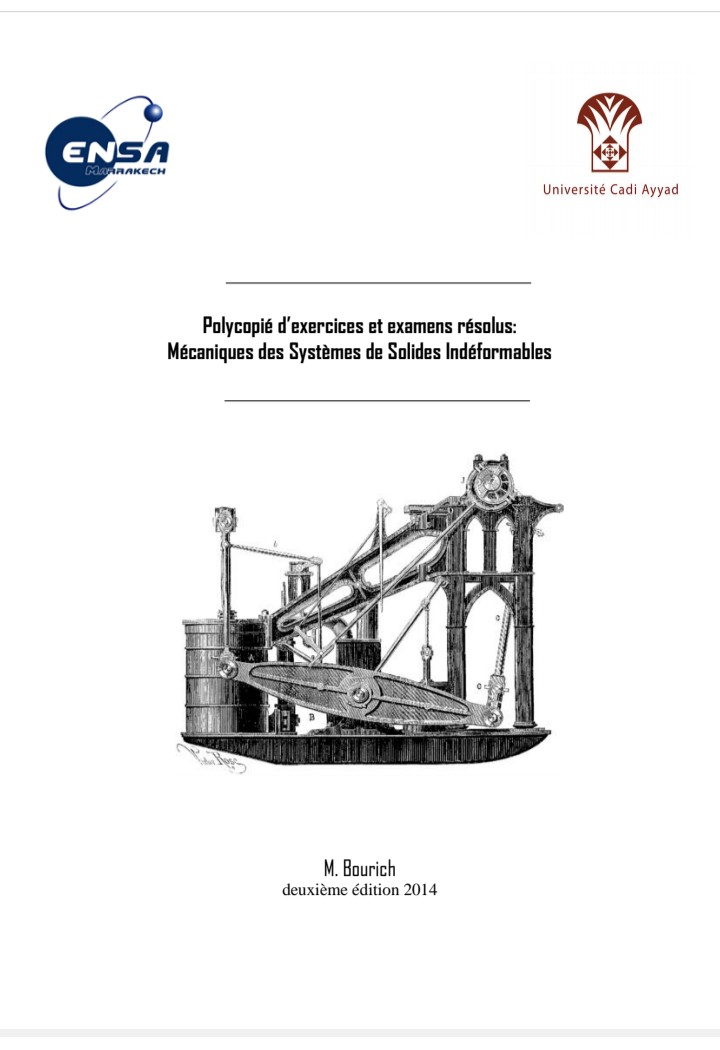 ENSA
MARRAKECH
Université Cadi Ayyad
Polycopié d'exercices et examens résolus:
Mécaniques des Systèmes de Solides Indéformables
A
B
M. Bourich
deuxième édition 2014